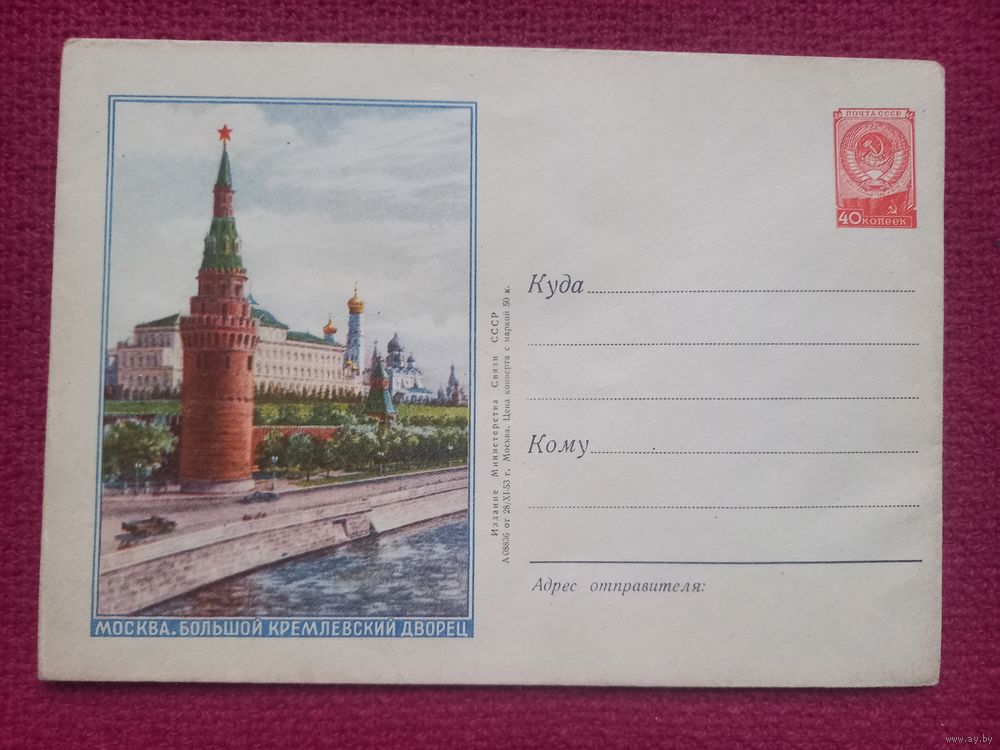 МОСКВА. БОЛЬШОЙ КРЕМЛЕВСКИЙ ДВОРЕЦ
Издание Министерства Связи СССР
А 08836 от 28/XI-53 г. Москва. Цена конверта с маркой 50 к.
ПОЧТА СССР
40 КОПЕЕК
Куда
Кому
Адрес отправителя:
www.ay.by